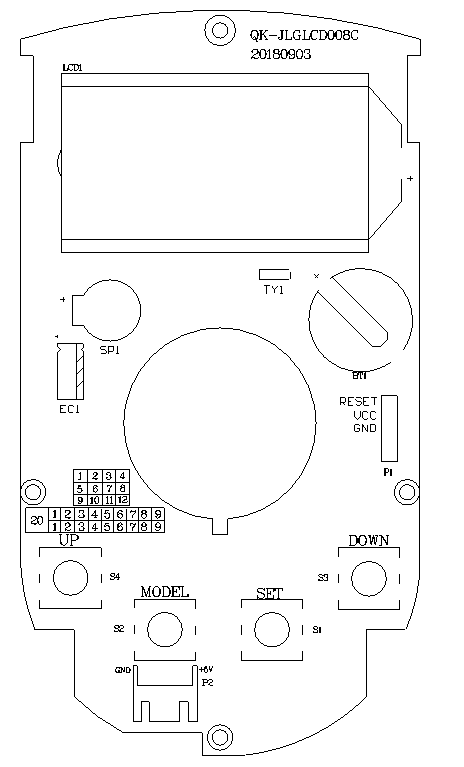 QK-JLGLCD008C
20180903
LCD1
+
TY1
×
+
SP1
BT1
EC1
RESET
VCC
GND
P1
1 2 3 4
5 6 7 8
9 10 11 12
20 1 2 3 4 5 6 7 8 9
1 2 3 4 5 6 7 8 9
UP
DOWN
S4
S3
MODEL
SET
S2
S1
GND
+6V
P2